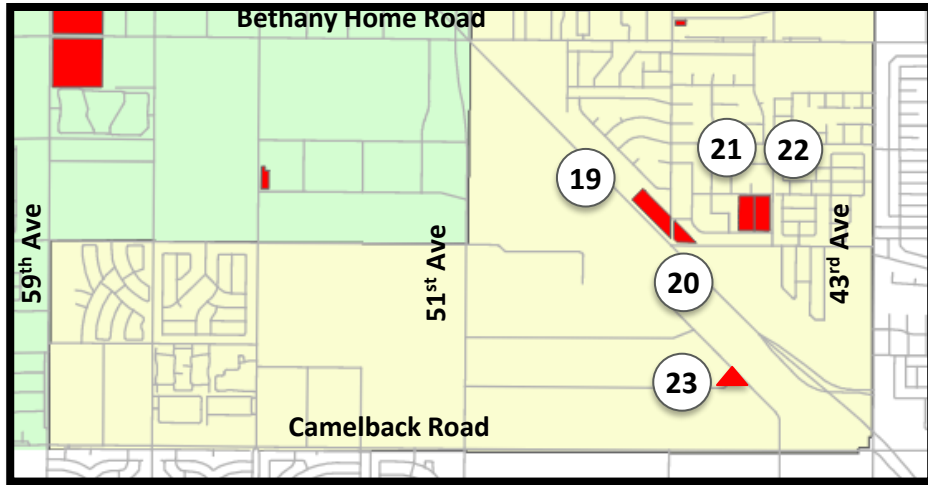 Bethany Home Road
21
22
19
59th Ave
51st Ave
43rd Ave
20
23
Camelback Road